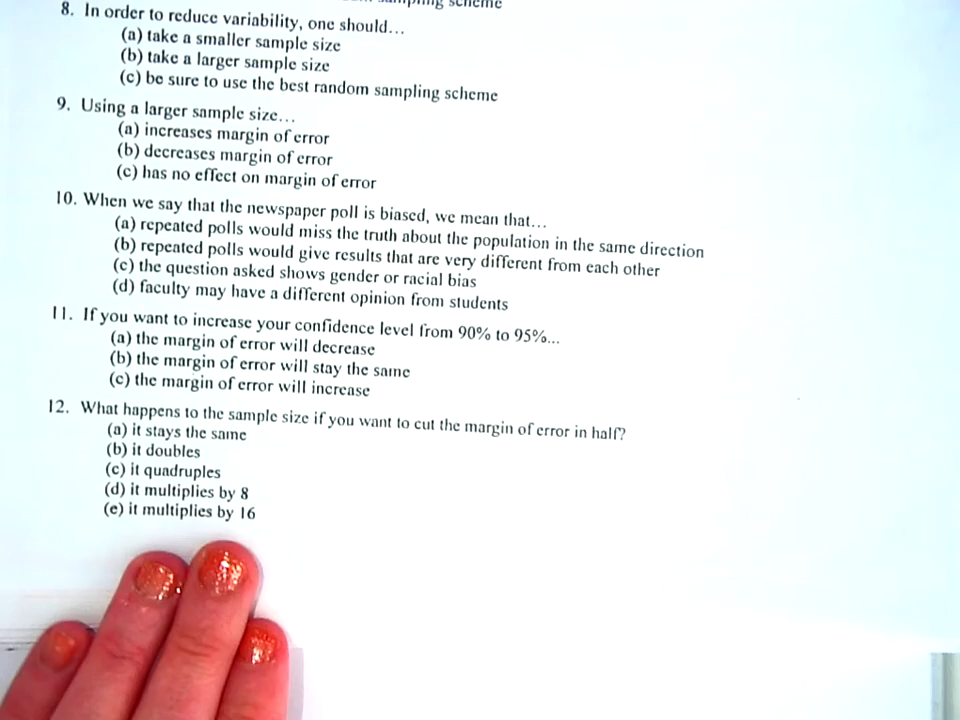 scheme
8. In order to reduce variability, one should...
(a) take a smaller sample size
(b) take a larger sample size
(c) be sure to use the best random sampling scheme
9. Using a larger sample size...
(a) increases margin of error
(b) decreases margin of error
(c) has no effect on margin of error
10. When we say that the newspaper poll is biased, we mean that...
(a) repeated polls would miss the truth about the population in the same direction
(b) repeated polls would give results that are very different from each other
(c) the question asked shows gender or racial bias
(d) faculty may have a different opinion from students
11. If you want to increase your confidence level from 90% to 95%...
(a) the margin of error will decrease
(b) the margin of error will stay the same
(c) the margin of error will increase
12. What happens to the sample size if you want to cut the margin of error in half?
(a) it stays the same
(b) it doubles
(c) it quadruples
(d) it multiplies by 8
(e) it multiplies by 16